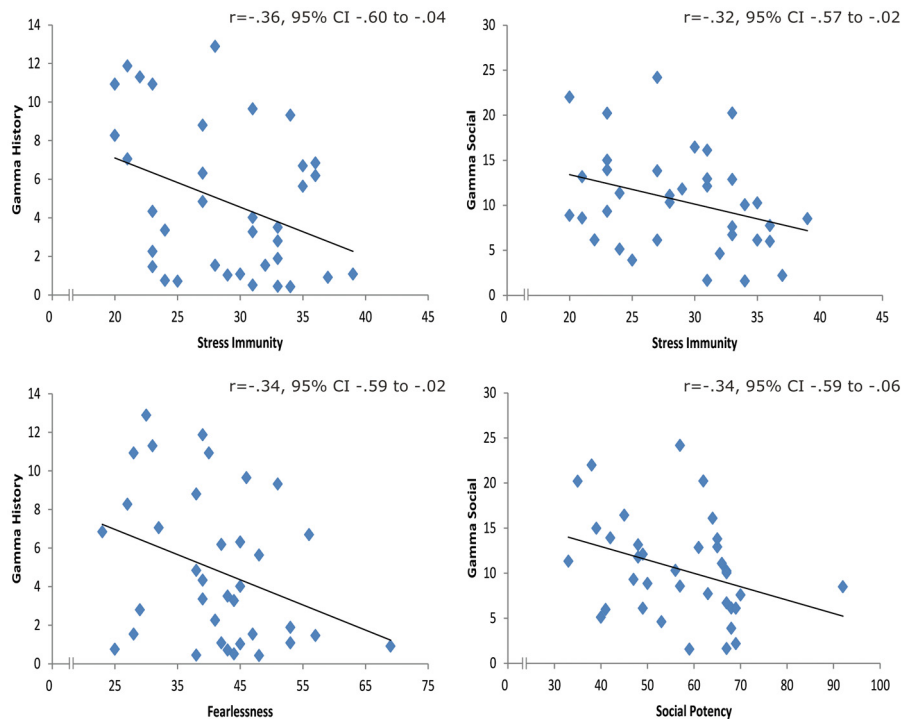 r=-.36, 95% CI -.60 to -.04
14
12
10
8
6
4
2
0
Gamma History
0 20 25 30 35 40 45
Stress Immunity
r=-.32, 95% CI -.57 to -.02
30
25
20
15
10
5
0
Gamma Social
0 20 25 30 35 40 45
Stress Immunity
r=-.34, 95% CI -.59 to -.02
14
12
10
8
6
4
2
0
Gamma History
0 25 35 45 55 65 75
Fearlessness
r=-.34, 95% CI -.59 to -.06
30
25
20
15
10
5
0
Gamma Social
0 30 40 50 60 70 80 90 100
Social Potency